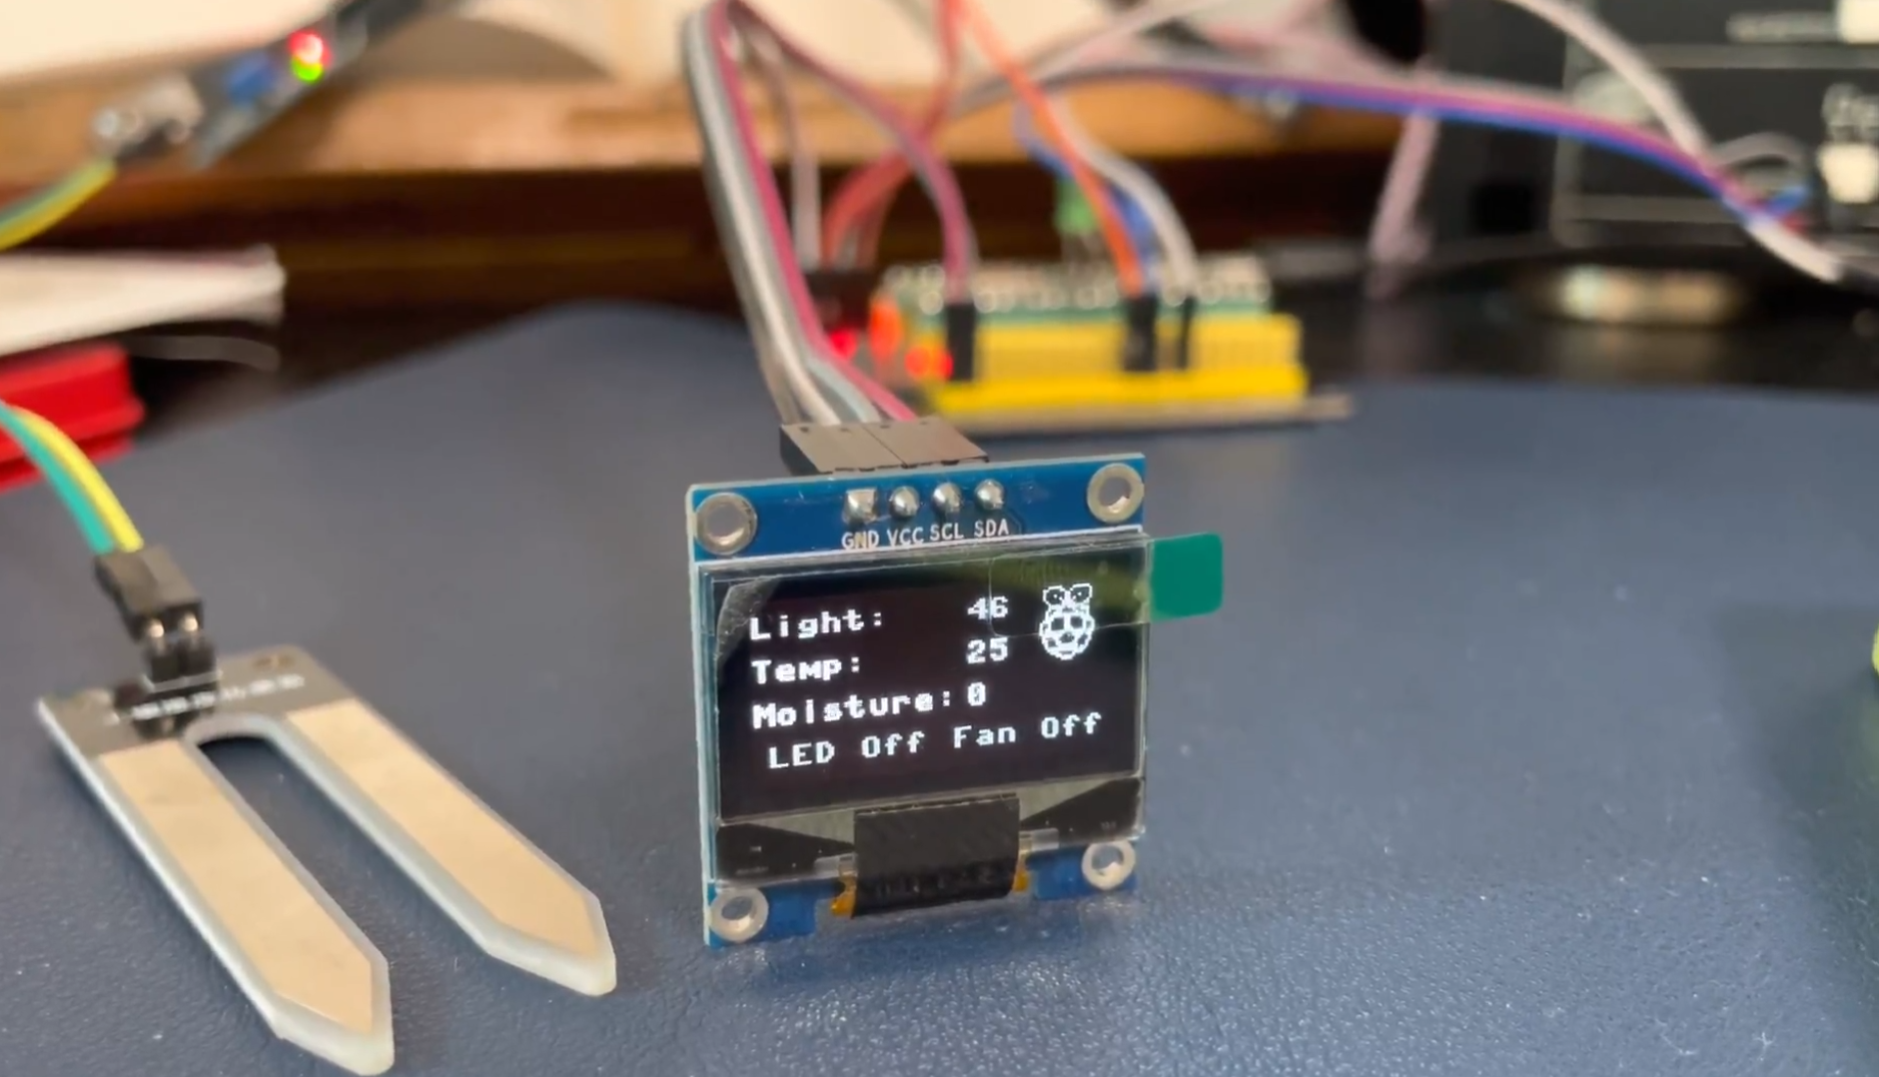 GND VCC SCL SDA
Light: 46
Temp: 25
Moisture: 0
LED Off Fan Off